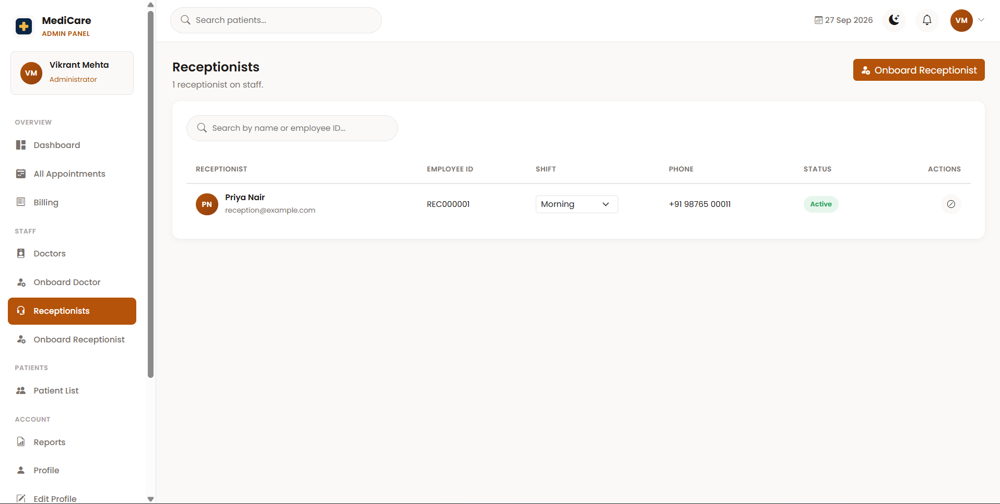 MediCare
ADMIN PANEL
VM
Vikrant Mehta
Administrator
OVERVIEW
Dashboard
All Appointments
Billing
STAFF
Doctors
Onboard Doctor
Receptionists
Onboard Receptionist
PATIENTS
Patient List
ACCOUNT
Reports
Profile
Edit Profile
Search patients...
27 Sep 2026
VM
Receptionists
1 receptionist on staff.
Onboard Receptionist
Search by name or employee ID...
RECEPTIONIST EMPLOYEE ID SHIFT PHONE STATUS ACTIONS
PN Priya Nair
reception@example.com
REC000001 Morning +91 98765 00011 Active